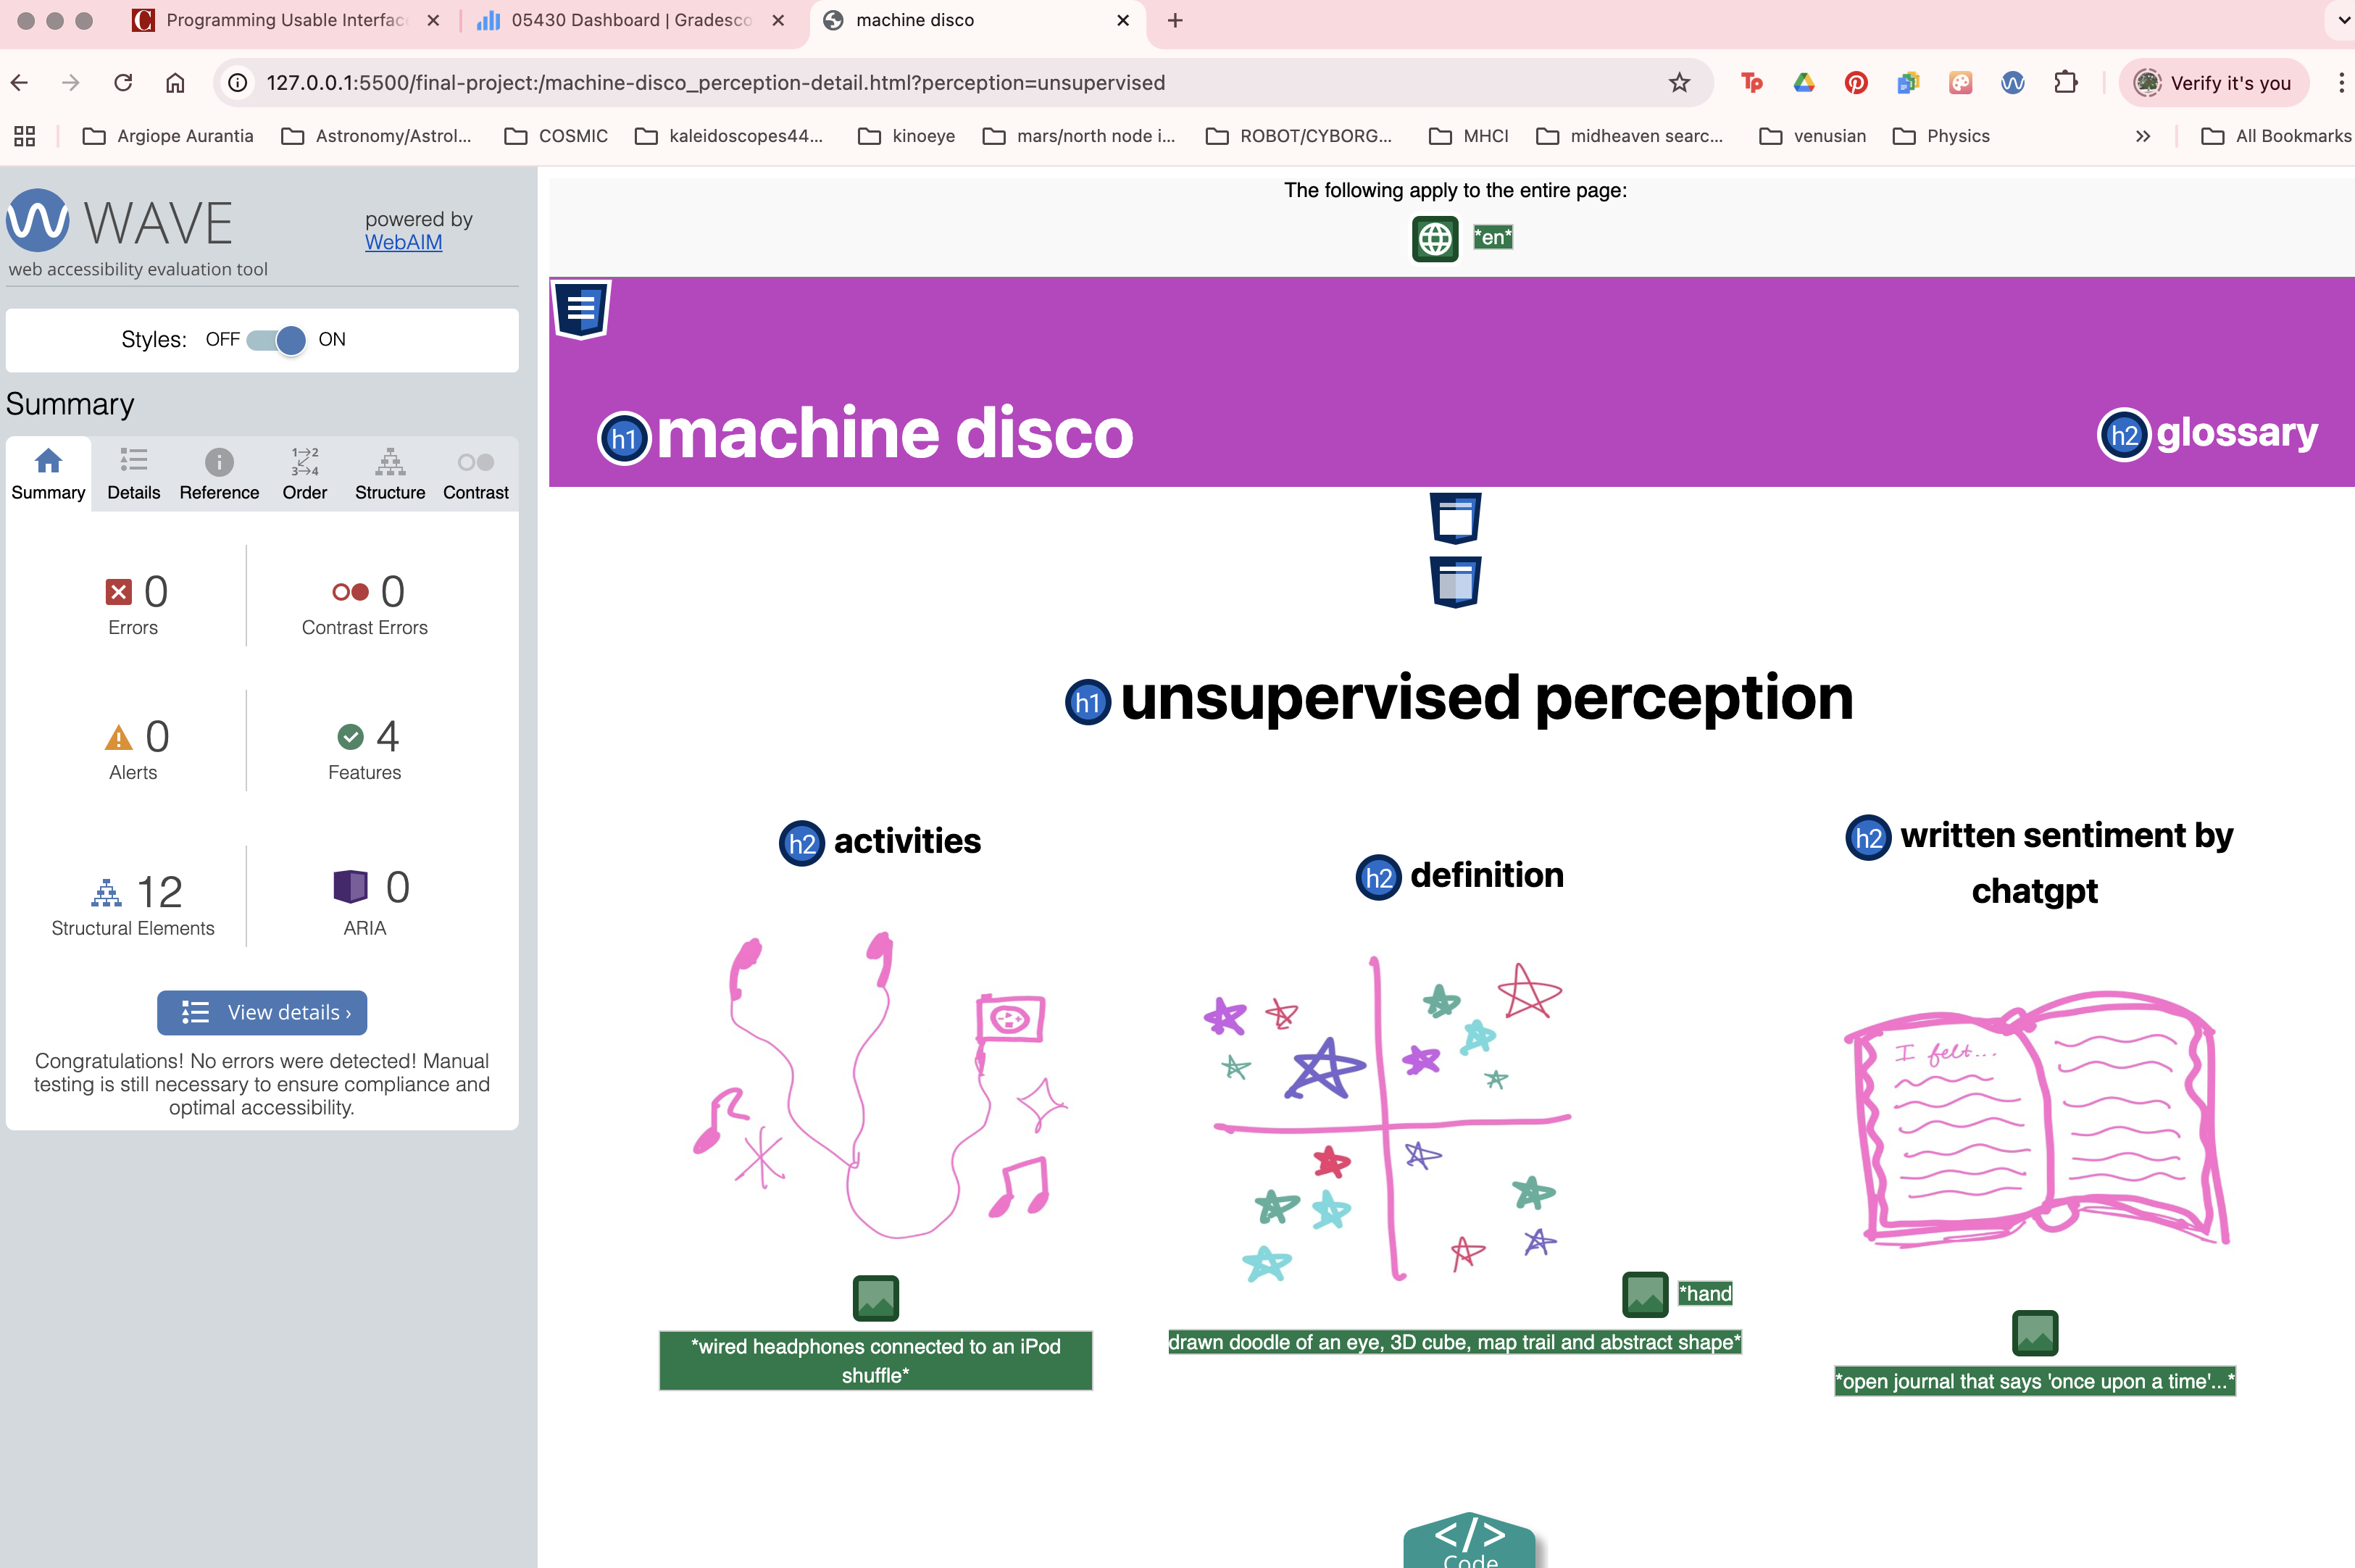 Programming Usable Interfac
05430 Dashboard | Gradesco
machine disco
127.0.0.1:5500/final-project:/machine-disco_perception-detail.html?perception=unsupervised
Tp
Verify it's you
Argiope Aurantia
Astronomy/Astrol...
COSMIC
kaleidoscopes44...
kinoeye
mars/north node i...
ROBOT/CYBORG...
MHCI
midheaven searc...
venusian
Physics
All Bookmarks
WAVE
powered by
WebAIM
web accessibility evaluation tool
Styles: OFF ON
Summary
1→2
3→4
Summary Details Reference Order Structure Contrast
0
Errors
0
Contrast Errors
0
Alerts
4
Features
12
Structural Elements
0
ARIA
View details ›
Congratulations! No errors were detected! Manual
testing is still necessary to ensure compliance and
optimal accessibility.
The following apply to the entire page:
*en*
h1 machine disco
h2 glossary
h1 unsupervised perception
h2 activities
h2 definition
h2 written sentiment by
chatgpt
I felt...
*wired headphones connected to an iPod
shuffle*
*hand
drawn doodle of an eye, 3D cube, map trail and abstract shape*
*open journal that says 'once upon a time'...*
</>
Code